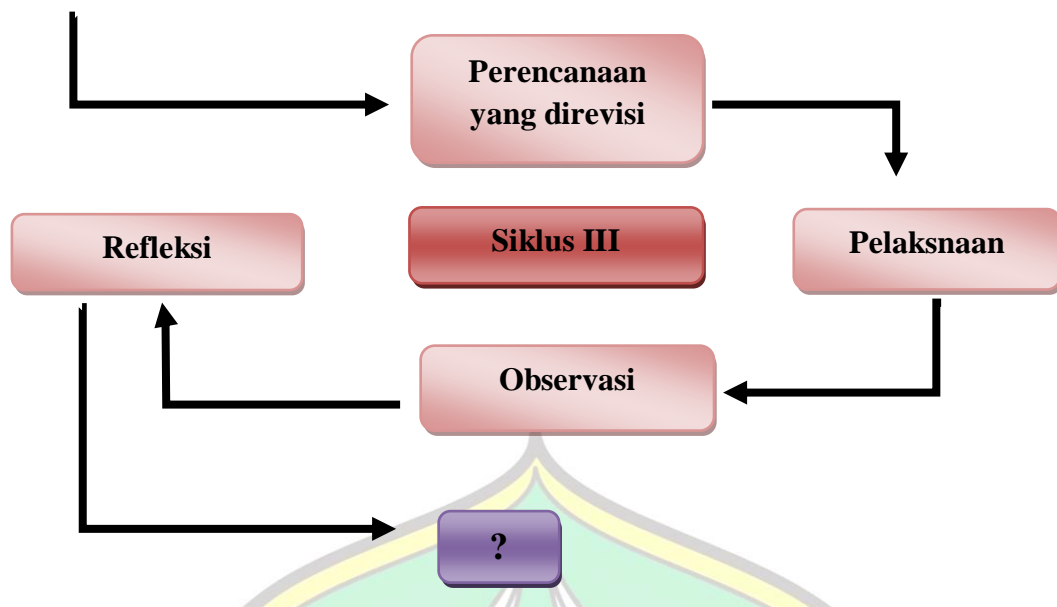 Perencanaan
yang direvisi
Refleksi
Siklus III
Pelaksnaan
Observasi
?